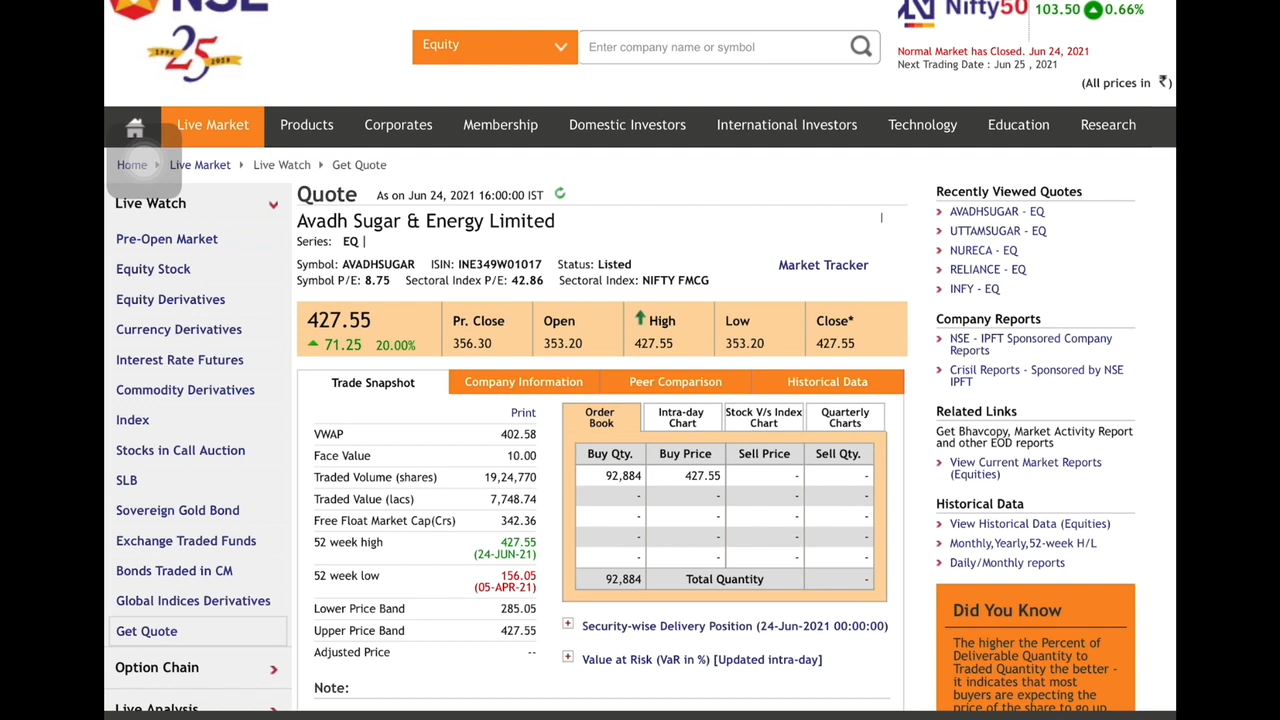 NSE
1994 25 2019
Equity
Enter company name or symbol
Nifty50
103.50 0.66%
Normal Market has Closed. Jun 24, 2021
Next Trading Date : Jun 25 , 2021
(All prices in ₹)
Live Market Products Corporates Membership Domestic Investors International Investors Technology Education Research
Home Live Market Live Watch Get Quote
Live Watch
Pre-Open Market
Equity Stock
Equity Derivatives
Currency Derivatives
Interest Rate Futures
Commodity Derivatives
Index
Stocks in Call Auction
SLB
Sovereign Gold Bond
Exchange Traded Funds
Bonds Traded in CM
Global Indices Derivatives
Get Quote
Option Chain
Live Analysis
Quote As on Jun 24, 2021 16:00:00 IST
Avadh Sugar & Energy Limited |
Series: EQ |
Symbol: AVADHSUGAR ISIN: INE349W01017 Status: Listed Market Tracker
Symbol P/E: 8.75 Sectoral Index P/E: 42.86 Sectoral Index: NIFTY FMCG
427.55 Pr. Close Open High Low Close*
71.25 20.00% 356.30 353.20 427.55 353.20 427.55
Trade Snapshot Company Information Peer Comparison Historical Data
Print
VWAP 402.58
Face Value 10.00
Traded Volume (shares) 19,24,770
Traded Value (lacs) 7,748.74
Free Float Market Cap(Crs) 342.36
52 week high 427.55
(24-JUN-21)
52 week low 156.05
(05-APR-21)
Lower Price Band 285.05
Upper Price Band 427.55
Adjusted Price --
Note:
Order Book Intra-day Chart Stock V/s Index Chart Quarterly Charts
Buy Qty. Buy Price Sell Price Sell Qty.
92,884 427.55 - -
- - - -
- - - -
- - - -
- - - -
92,884 Total Quantity -
Security-wise Delivery Position (24-Jun-2021 00:00:00)
Value at Risk (VaR in %) [Updated intra-day]
Recently Viewed Quotes
AVADHSUGAR - EQ
UTTAMSUGAR - EQ
NURECA - EQ
RELIANCE - EQ
INFY - EQ
Company Reports
NSE - IPFT Sponsored Company
Reports
Crisil Reports - Sponsored by NSE
IPFT
Related Links
Get Bhavcopy, Market Activity Report
and other EOD reports
View Current Market Reports
(Equities)
Historical Data
View Historical Data (Equities)
Monthly,Yearly,52-week H/L
Daily/Monthly reports
Did You Know
The higher the Percent of
Deliverable Quantity to
Traded Quantity the better -
it indicates that most
buyers are expecting the
price of the share to go up